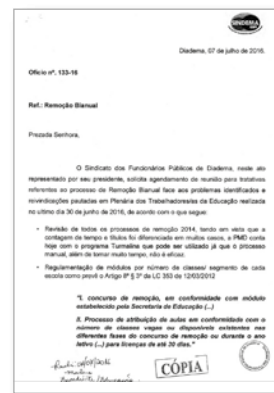 SINDEMA
Diadema, 07 de julho de 2016.
Ofício nº. 133-16
Ref.: Remoção Bianual
Prezada Senhora,
O Sindicato dos Funcionários Públicos de Diadema, neste ato
representado por seu presidente, solicita agendamento de reunião para tratativas
referentes ao processo de Remoção Bianual face aos problemas identificados e
reivindicações pautadas em Plenária dos Trabalhadores/as da Educação realizada
no ultimo dia 30 de junho de 2016, de acordo com o que segue:
- Revisão de todos os processos de remoção 2014, tendo em vista que a
contagem de tempo e títulos foi diferenciada em muitos casos, a PMD conta
hoje com o programa Turmalina que pode ser utilizado já que o processo
manual, além de tomar muito tempo, não é eficaz.
- Regulamentação de módulos por número de classes/ segmento de cada
escola como prevê o Artigo 8º § 3º da LC 353 de 12/03/2012
"I. concurso de remoção, em conformidade com módulo
estabelecido pela Secretaria de Educação (...)
II. Processo de atribuição de aulas em conformidade com o
número de classes vagas ou disponíveis existentes nas
diferentes fases do concurso de remoção ou durante o ano
letivo (...) para licenças de até 30 dias."
CÓPIA